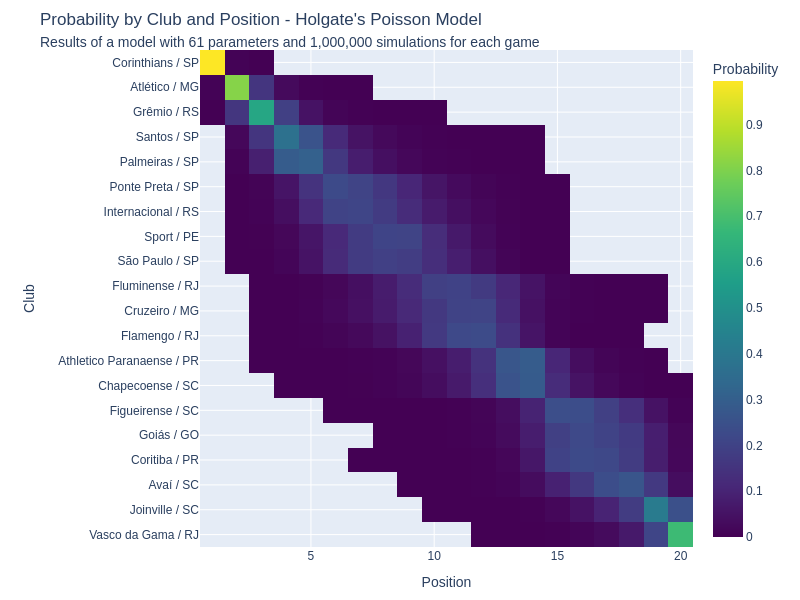 Probability by Club and Position - Holgate's Poisson Model
Results of a model with 61 parameters and 1,000,000 simulations for each game
Probability
Corinthians / SP
Atlético / MG
Grêmio / RS
Santos / SP
Palmeiras / SP
Ponte Preta / SP
Internacional / RS
Sport / PE
São Paulo / SP
Fluminense / RJ
Cruzeiro / MG
Flamengo / RJ
Athletico Paranaense / PR
Chapecoense / SC
Figueirense / SC
Goiás / GO
Coritiba / PR
Avaí / SC
Joinville / SC
Vasco da Gama / RJ
Club
5
10
15
20
Position
0.9
0.8
0.7
0.6
0.5
0.4
0.3
0.2
0.1
0